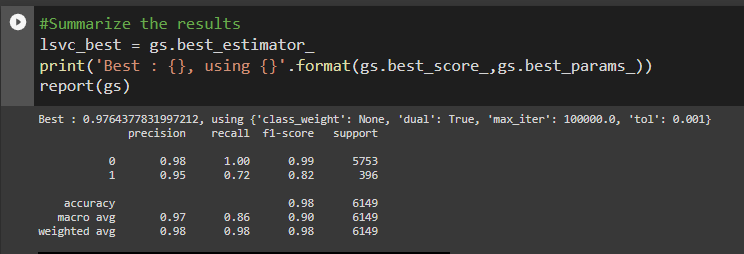 #Summarize the results
lsvc_best = gs.best_estimator_
print('Best : {}, using {}'.format(gs.best_score_,gs.best_params_))
report(gs)
Best : 0.9764377831997212, using {'class_weight': None, 'dual': True, 'max_iter': 100000.0, 'tol': 0.001}
precision recall f1-score support
0 0.98 1.00 0.99 5753
1 0.95 0.72 0.82 396
accuracy 0.98 6149
macro avg 0.97 0.86 0.90 6149
weighted avg 0.98 0.98 0.98 6149